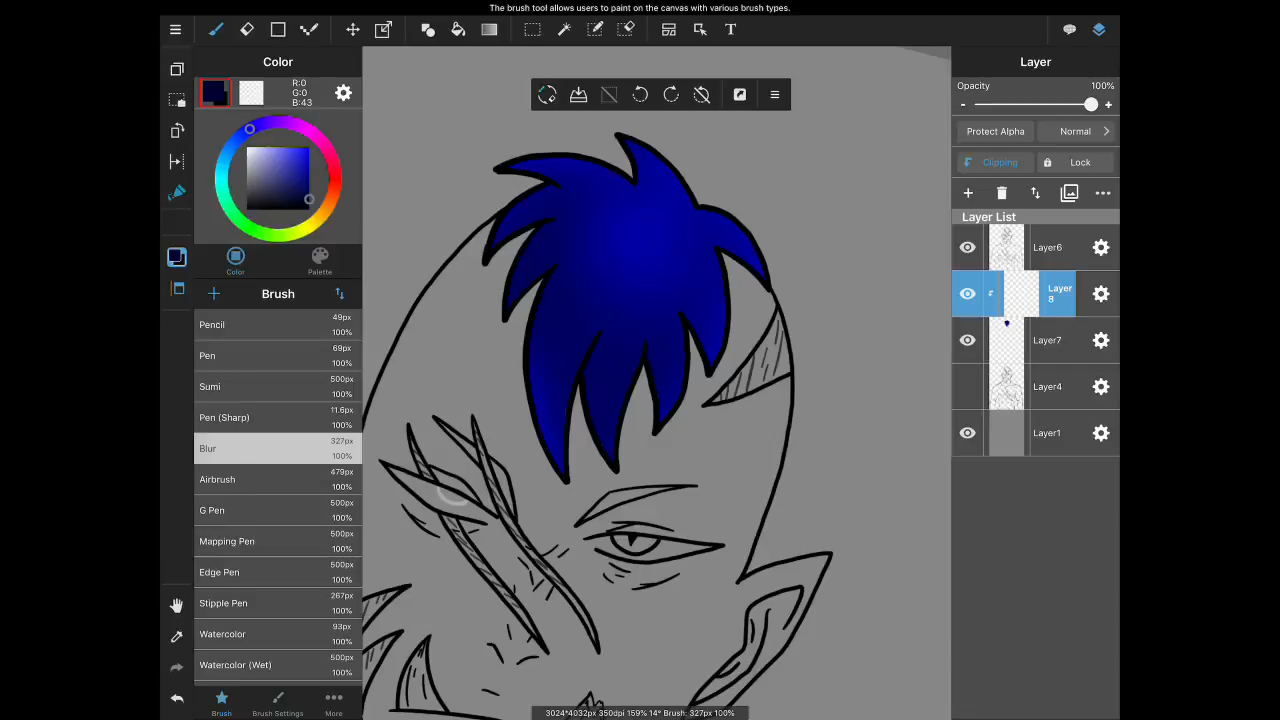 The brush tool allows users to paint on the canvas with various brush types.
T
Color
R:0
G:0
B:43
Color
Palette
Brush
Pencil
49px
100%
Pen
69px
100%
Sumi
500px
100%
Pen (Sharp)
11.6px
100%
Blur
327px
100%
Airbrush
479px
100%
G Pen
500px
100%
Mapping Pen
500px
100%
Edge Pen
500px
100%
Stipple Pen
267px
100%
Watercolor
93px
100%
Watercolor (Wet)
500px
100%
Brush
Brush Settings
More
3024*4032px 350dpi 159% 14° Brush: 327px 100%
Layer
Opacity
100%
-
+
Protect Alpha
Normal
Clipping
Lock
Layer List
Layer6
Layer
8
Layer7
Layer4
Layer1